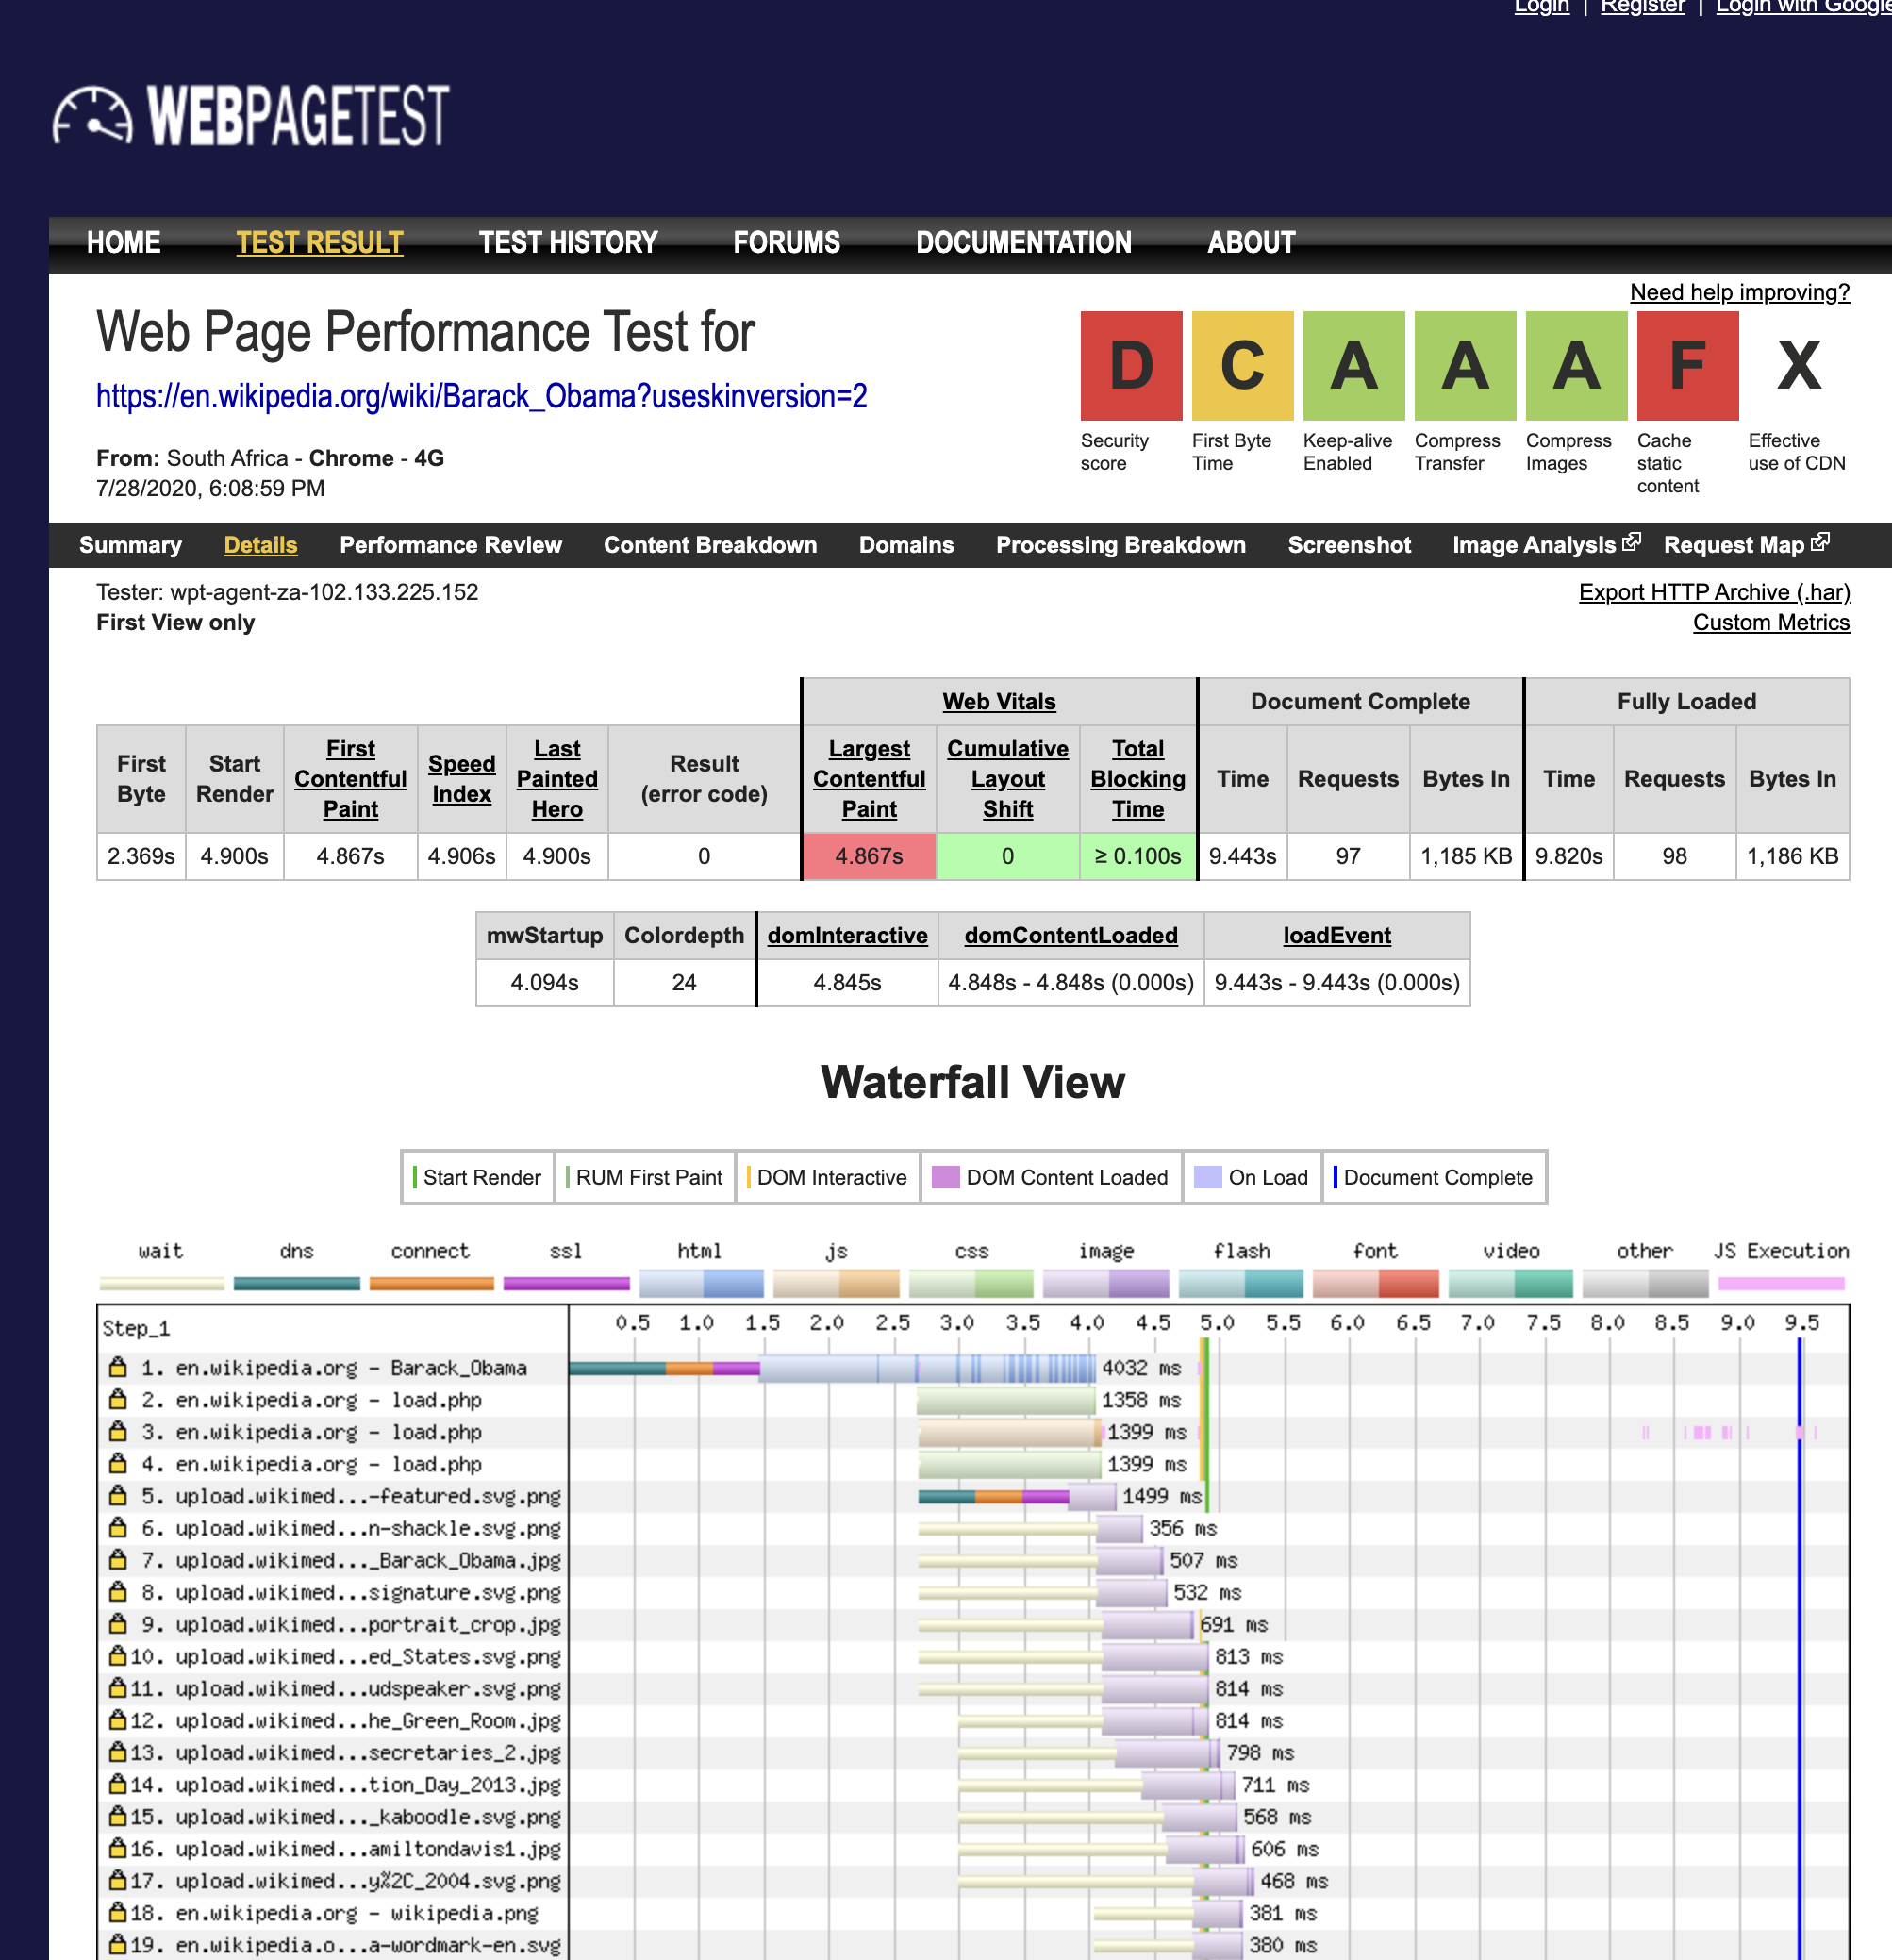 Login | Register | Login with Google
WEBPAGETEST
HOME TEST RESULT TEST HISTORY FORUMS DOCUMENTATION ABOUT
Need help improving?
Web Page Performance Test for
https://en.wikipedia.org/wiki/Barack_Obama?useskinversion=2
From: South Africa - Chrome - 4G
7/28/2020, 6:08:59 PM
D C A A A F X
Security score
First Byte Time
Keep-alive Enabled
Compress Transfer
Compress Images
Cache static content
Effective use of CDN
Summary Details Performance Review Content Breakdown Domains Processing Breakdown Screenshot Image Analysis Request Map
Tester: wpt-agent-za-102.133.225.152
First View only
Export HTTP Archive (.har)
Custom Metrics
Web Vitals Document Complete Fully Loaded
First Byte Start Render First Contentful Paint Speed Index Last Painted Hero Result (error code) Largest Contentful Paint Cumulative Layout Shift Total Blocking Time Time Requests Bytes In Time Requests Bytes In
2.369s 4.900s 4.867s 4.906s 4.900s 0 4.867s 0 ≥ 0.100s 9.443s 97 1,185 KB 9.820s 98 1,186 KB
mwStartup Colordepth domInteractive domContentLoaded loadEvent
4.094s 24 4.845s 4.848s - 4.848s (0.000s) 9.443s - 9.443s (0.000s)
Waterfall View
Start Render RUM First Paint DOM Interactive DOM Content Loaded On Load Document Complete
wait dns connect ssl html js css image flash font video other JS Execution
Step_1 0.5 1.0 1.5 2.0 2.5 3.0 3.5 4.0 4.5 5.0 5.5 6.0 6.5 7.0 7.5 8.0 8.5 9.0 9.5
1. en.wikipedia.org - Barack_Obama 4032 ms
2. en.wikipedia.org - load.php 1358 ms
3. en.wikipedia.org - load.php 1399 ms
4. en.wikipedia.org - load.php 1399 ms
5. upload.wikimed...-featured.svg.png 1499 ms
6. upload.wikimed...n-shackle.svg.png 356 ms
7. upload.wikimed..._Barack_Obama.jpg 507 ms
8. upload.wikimed...signature.svg.png 532 ms
9. upload.wikimed...portrait_crop.jpg 691 ms
10. upload.wikimed...ed_States.svg.png 813 ms
11. upload.wikimed...udspeaker.svg.png 814 ms
12. upload.wikimed...he_Green_Room.jpg 814 ms
13. upload.wikimed...secretaries_2.jpg 798 ms
14. upload.wikimed...tion_Day_2013.jpg 711 ms
15. upload.wikimed..._kaboodle.svg.png 568 ms
16. upload.wikimed...amiltondavis1.jpg 606 ms
17. upload.wikimed...y%2C_2004.svg.png 468 ms
18. en.wikipedia.org - wikipedia.png 381 ms
19. en.wikipedia.o...a-wordmark-en.svg 380 ms